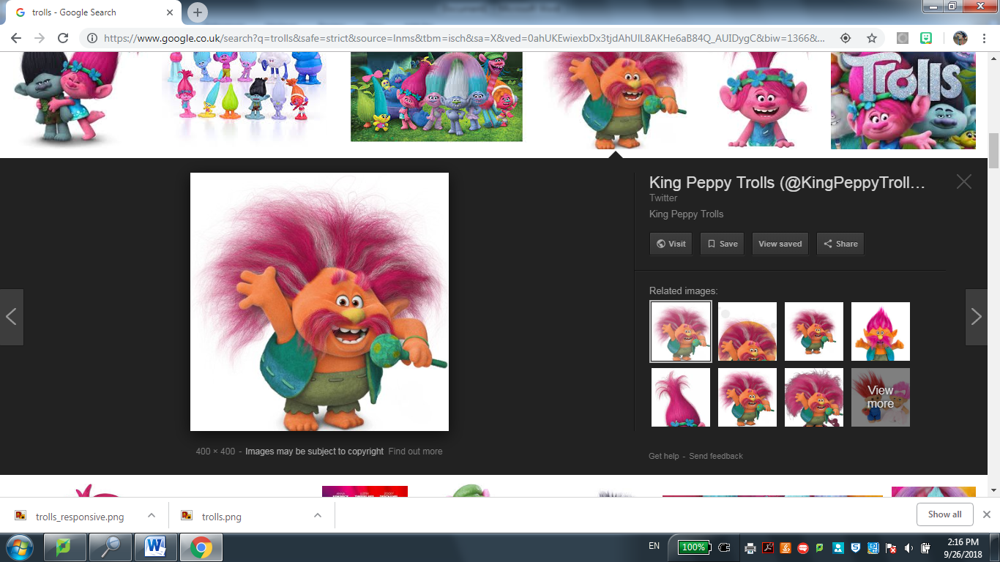 trolls - Google Search
https://www.google.co.uk/search?q=trolls&safe=strict&source=lnms&tbm=isch&sa=X&ved=0ahUKEwiexbDx3tjdAhUIL8AKHe6aB84Q_AUIDygC&biw=1366&...
TROLLS
King Peppy Trolls (@KingPeppyTroll…
Twitter
King Peppy Trolls
Visit
Save
View saved
Share
Related images:
View
more
400 × 400 - Images may be subject to copyright Find out more
Get help - Send feedback
trolls_responsive.png
trolls.png
Show all
EN
100%
2:16 PM
9/26/2018